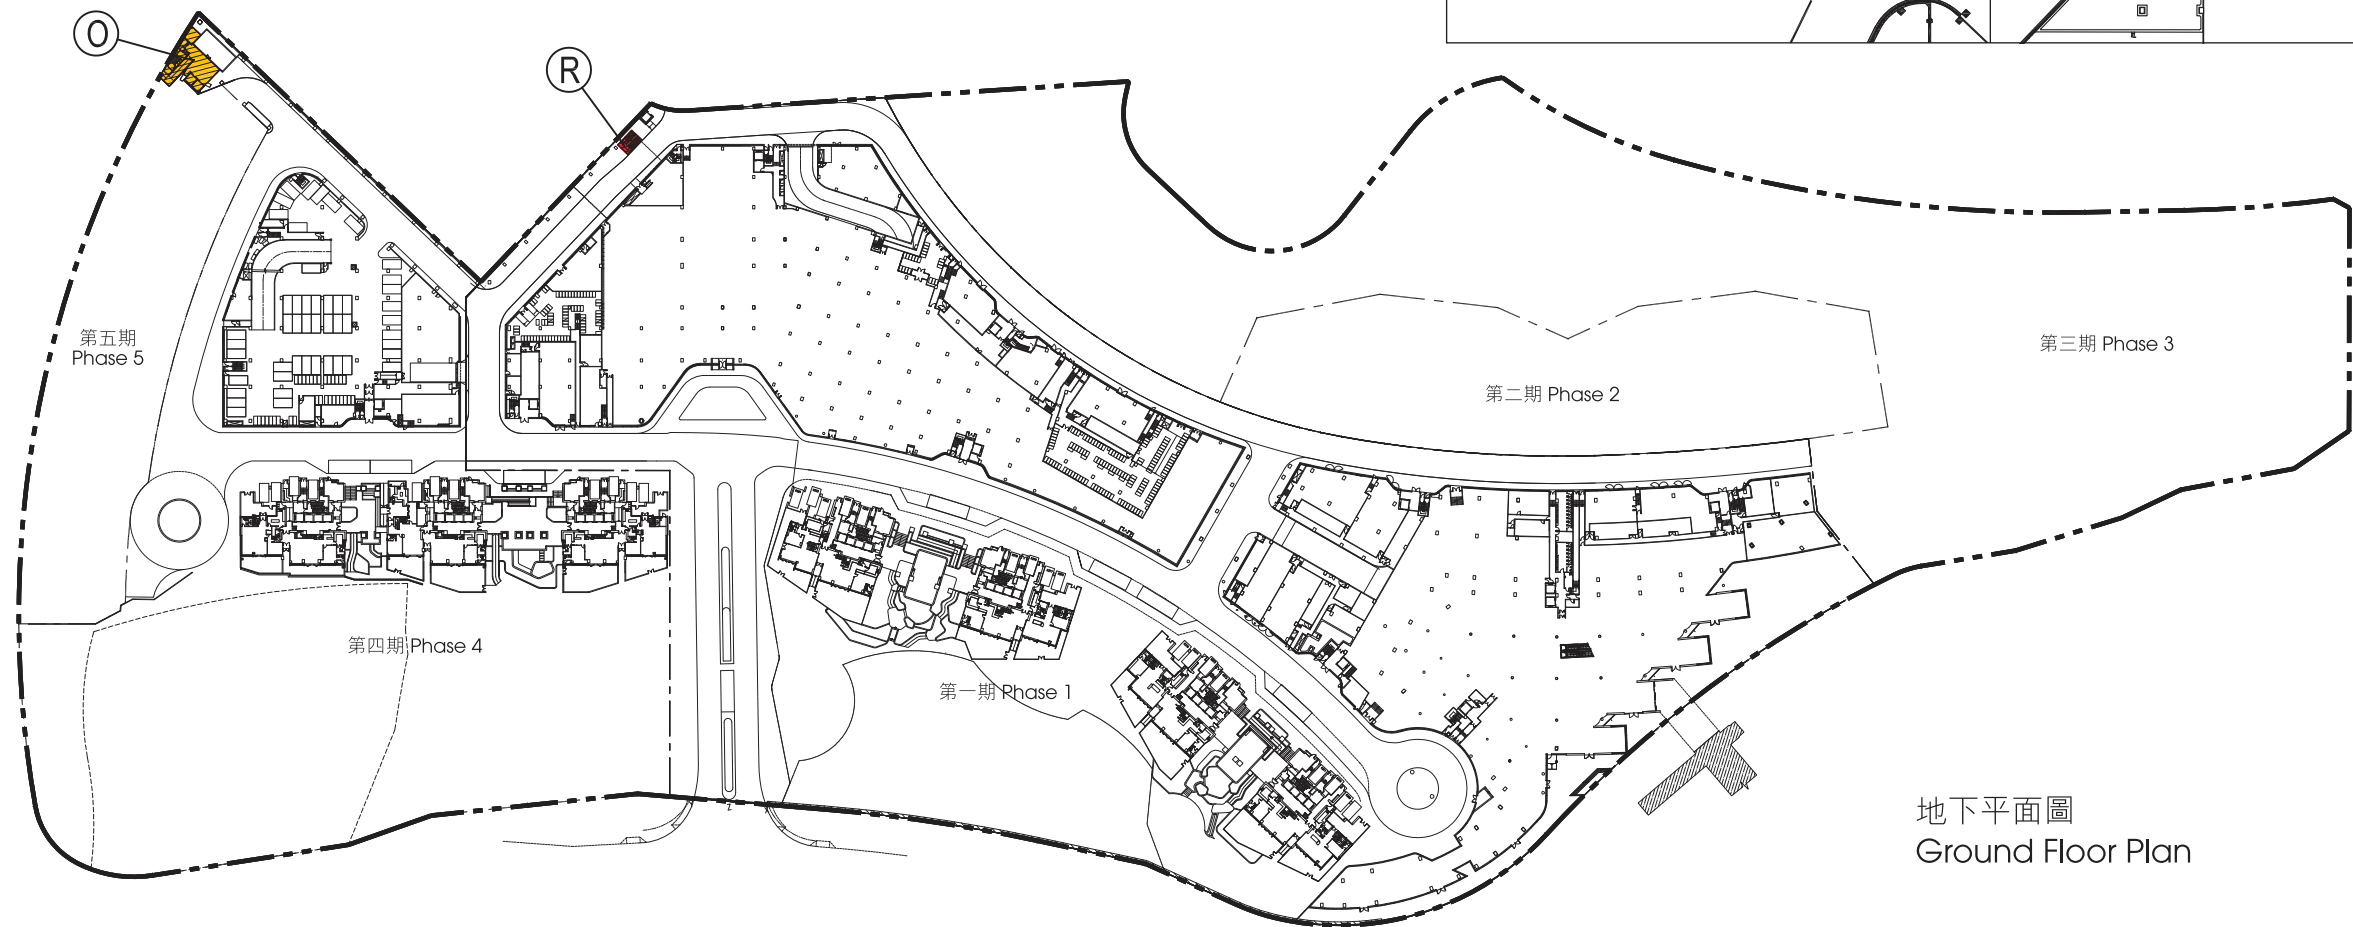 O
R
第五期
Phase 5
第三期 Phase 3
第二期 Phase 2
第四期 Phase 4
第一期 Phase 1
地下平面圖
Ground Floor Plan